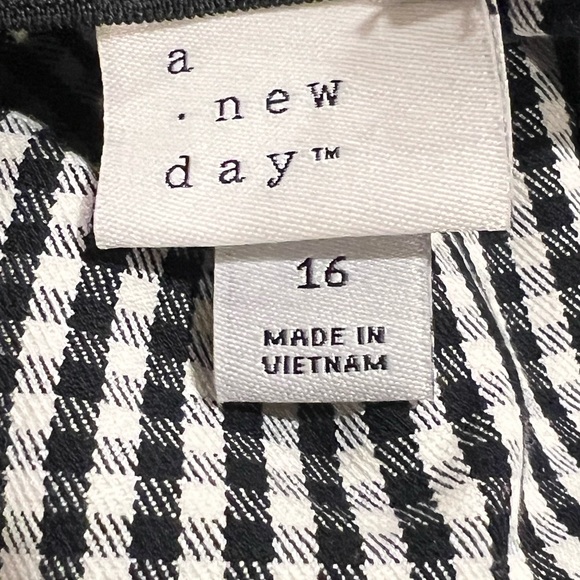 a
. new
day™
16
MADE IN
VIETNAM